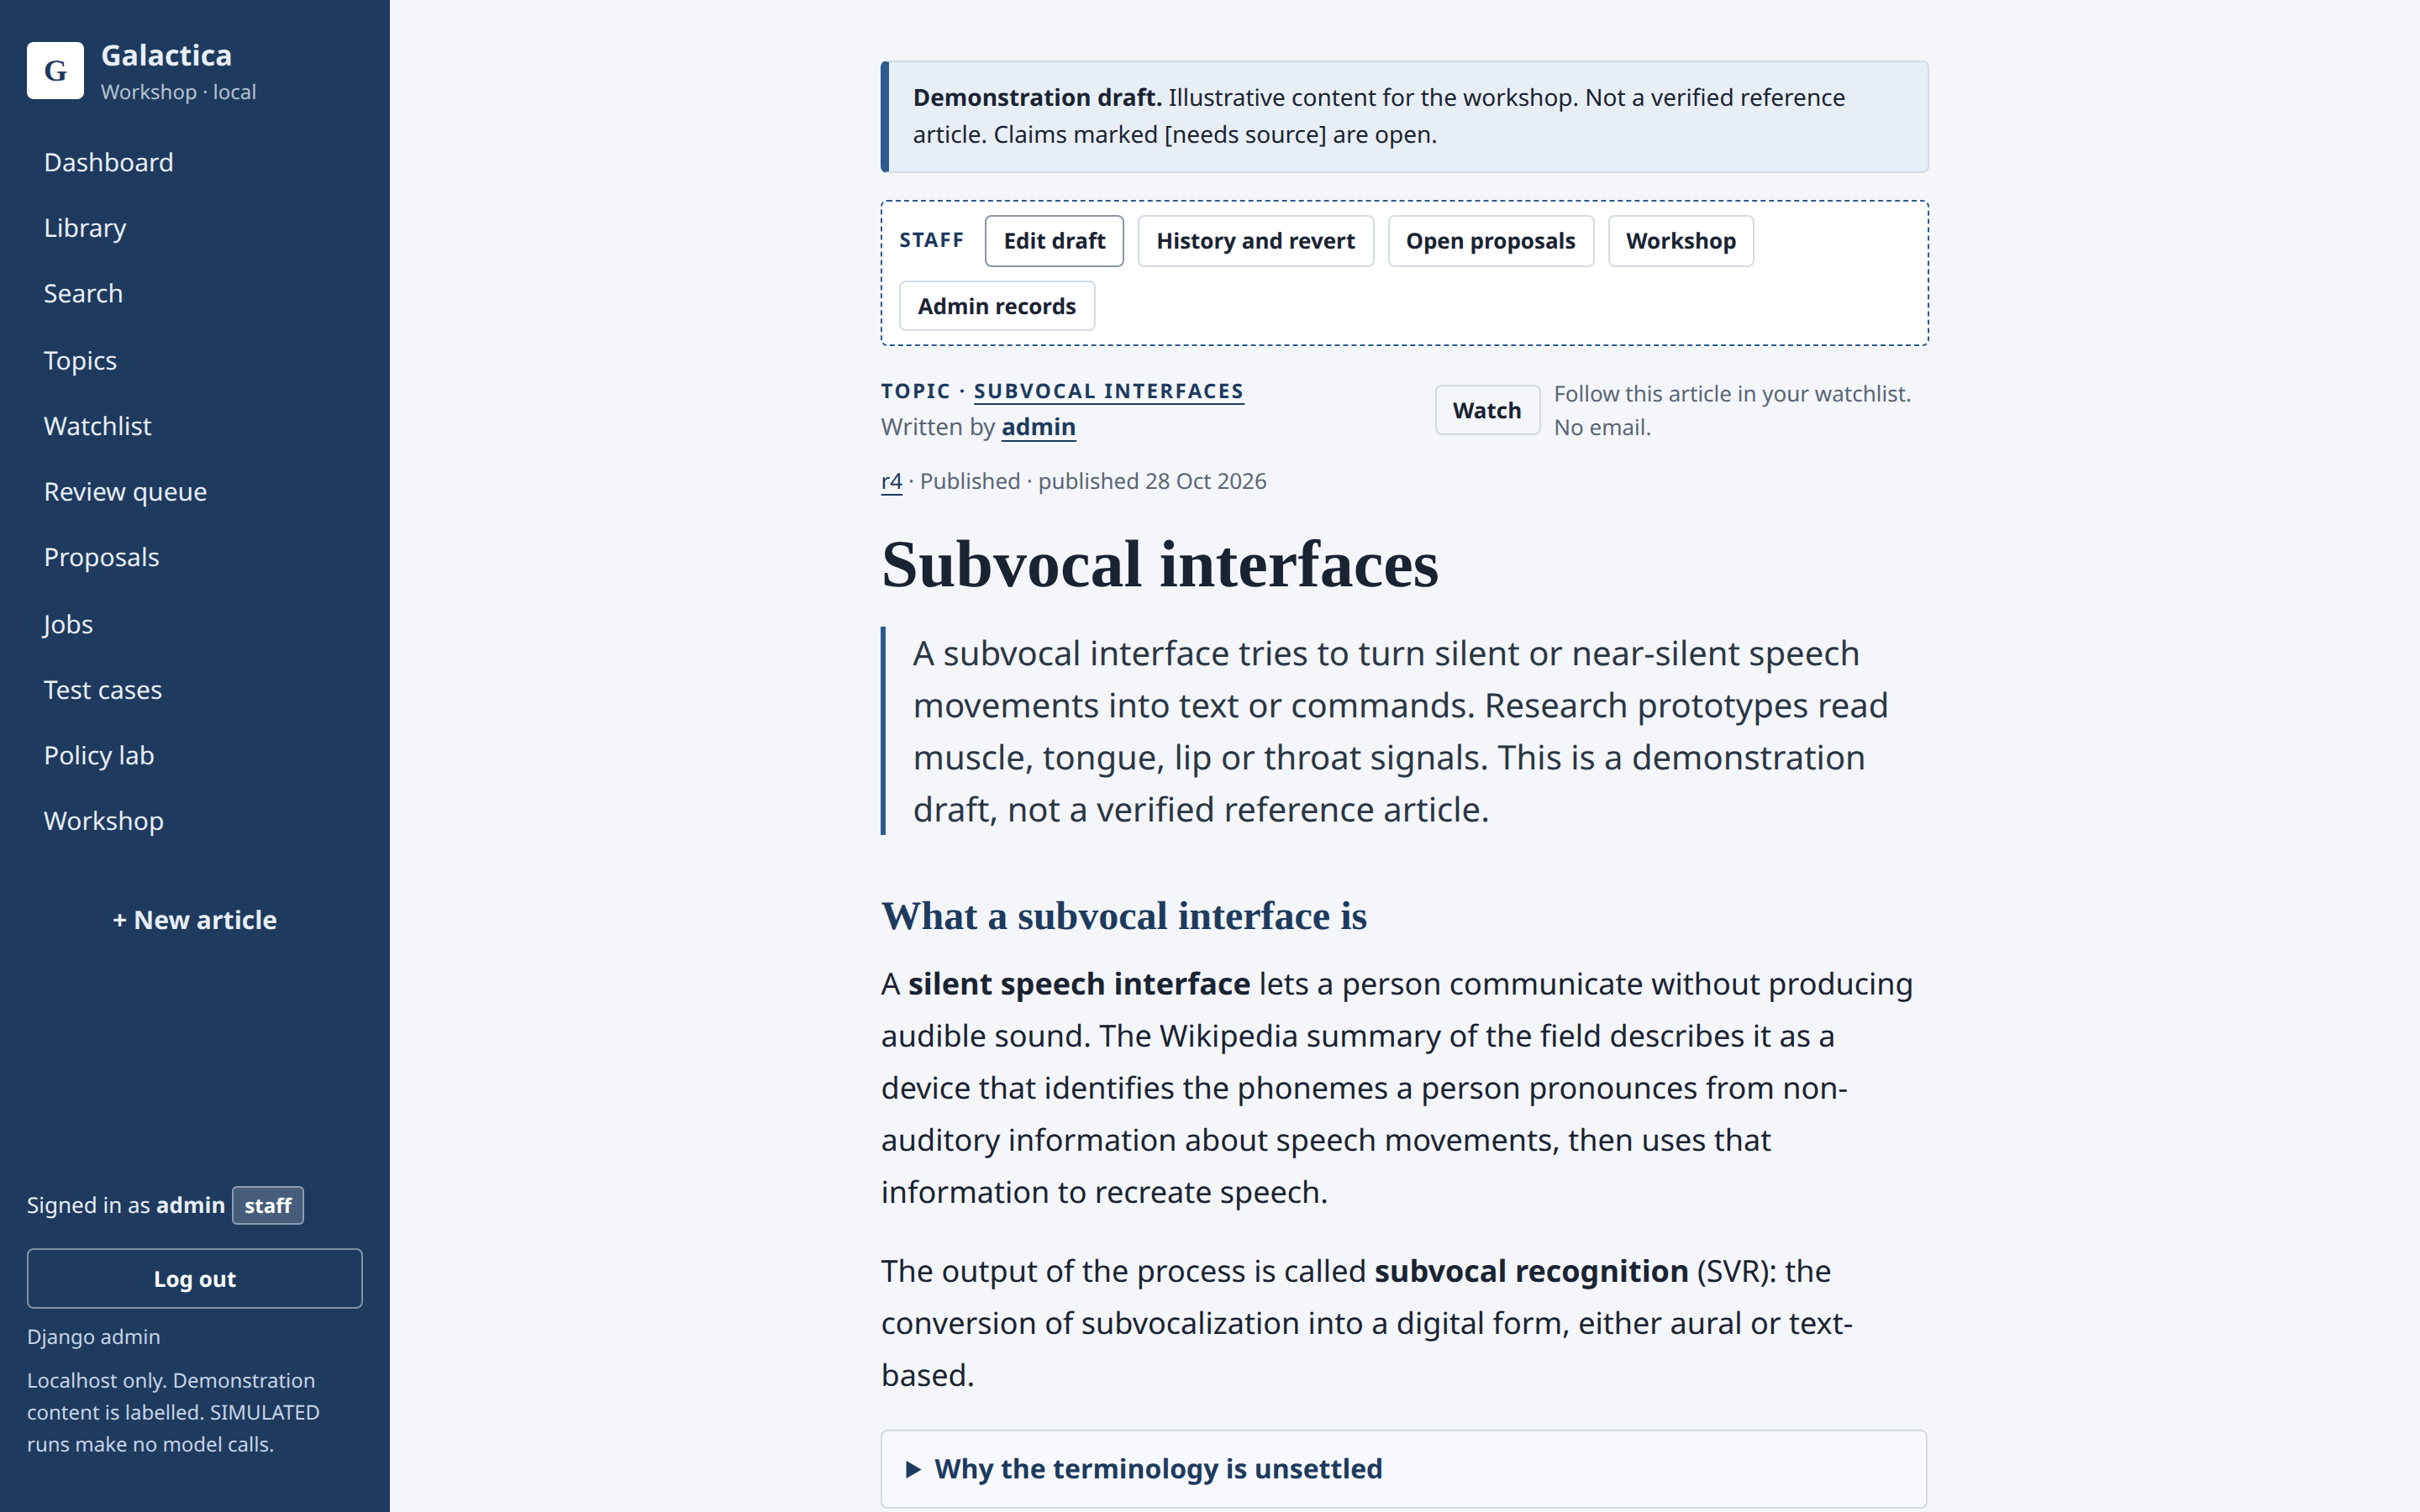 G
Galactica
Workshop · local
Dashboard
Library
Search
Topics
Watchlist
Review queue
Proposals
Jobs
Test cases
Policy lab
Workshop
+ New article
Signed in as admin staff
Log out
Django admin
Localhost only. Demonstration
content is labelled. SIMULATED
runs make no model calls.
Demonstration draft. Illustrative content for the workshop. Not a verified reference
article. Claims marked [needs source] are open.
STAFF Edit draft History and revert Open proposals Workshop
Admin records
TOPIC · SUBVOCAL INTERFACES
Written by admin
Watch
Follow this article in your watchlist.
No email.
r4 · Published · published 28 Oct 2026
Subvocal interfaces
A subvocal interface tries to turn silent or near-silent speech
movements into text or commands. Research prototypes read
muscle, tongue, lip or throat signals. This is a demonstration
draft, not a verified reference article.
What a subvocal interface is
A silent speech interface lets a person communicate without producing
audible sound. The Wikipedia summary of the field describes it as a
device that identifies the phonemes a person pronounces from non-
auditory information about speech movements, then uses that
information to recreate speech.
The output of the process is called subvocal recognition (SVR): the
conversion of subvocalization into a digital form, either aural or text-
based.
▶ Why the terminology is unsettled